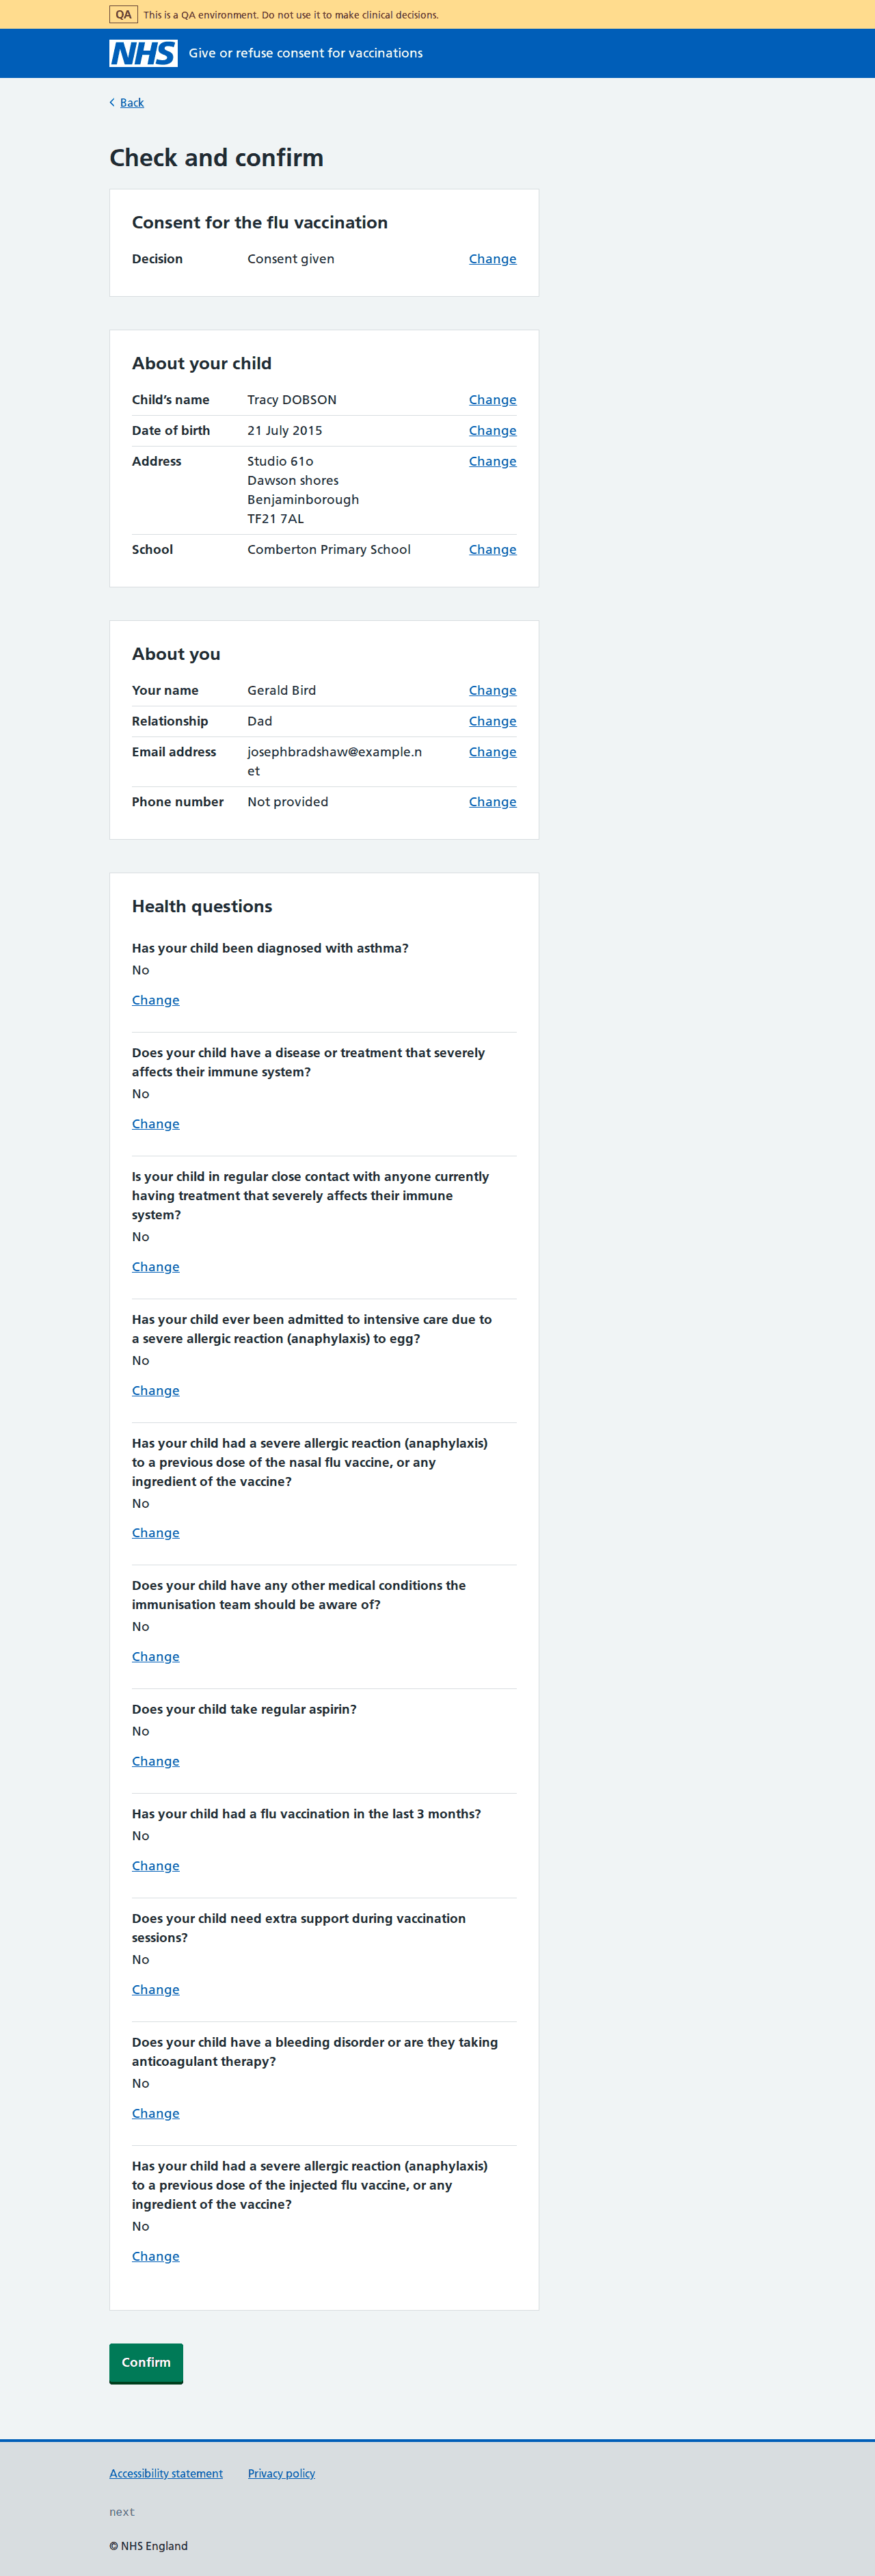 QA This is a QA environment. Do not use it to make clinical decisions.
NHS Give or refuse consent for vaccinations
Back
Check and confirm
Consent for the flu vaccination
Decision Consent given Change
About your child
Child’s name Tracy DOBSON Change
Date of birth 21 July 2015 Change
Address Studio 61o Change
Dawson shores
Benjaminborough
TF21 7AL
School Comberton Primary School Change
About you
Your name Gerald Bird Change
Relationship Dad Change
Email address josephbradshaw@example.n Change
et
Phone number Not provided Change
Health questions
Has your child been diagnosed with asthma?
No
Change
Does your child have a disease or treatment that severely
affects their immune system?
No
Change
Is your child in regular close contact with anyone currently
having treatment that severely affects their immune
system?
No
Change
Has your child ever been admitted to intensive care due to
a severe allergic reaction (anaphylaxis) to egg?
No
Change
Has your child had a severe allergic reaction (anaphylaxis)
to a previous dose of the nasal flu vaccine, or any
ingredient of the vaccine?
No
Change
Does your child have any other medical conditions the
immunisation team should be aware of?
No
Change
Does your child take regular aspirin?
No
Change
Has your child had a flu vaccination in the last 3 months?
No
Change
Does your child need extra support during vaccination
sessions?
No
Change
Does your child have a bleeding disorder or are they taking
anticoagulant therapy?
No
Change
Has your child had a severe allergic reaction (anaphylaxis)
to a previous dose of the injected flu vaccine, or any
ingredient of the vaccine?
No
Change
Confirm
Accessibility statement Privacy policy
next
© NHS England